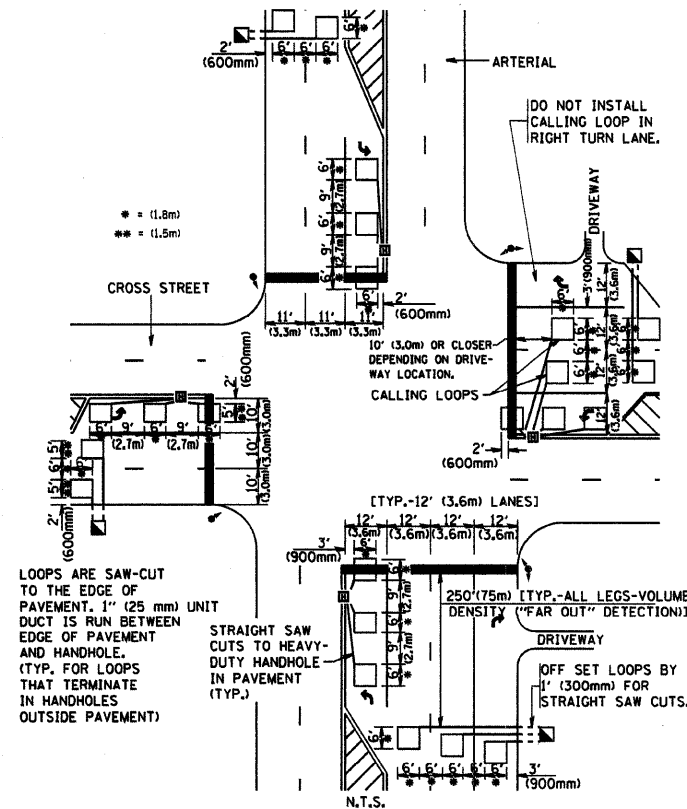 6'
2'
(600mm)
6' 6' 6'
* * *
ARTERIAL
DO NOT INSTALL
CALLING LOOP IN
RIGHT TURN LANE.
* = (1.8m)
** = (1.5m)
6'
9'
(2.7m)
6'
9'
(2.7m)
6'
DRIVEWAY
3'(900mm)
12'
(3.6m)
CROSS STREET
11' 11' 11'
(3.3m) (3.3m)
2'
(600mm)
10' (3.0m) OR CLOSER
DEPENDING ON DRIVE-
WAY LOCATION.
CALLING LOOPS
12'
(3.6m)
12'
(3.6m)
12'
2'
(600mm)
2'
(600mm)
5'
**
10'
(3.0m)
10'
(3.0m)
10'
(3.0m)
6' 9' 6' 9' 6'
(2.7m) (2.7m)
5'
6'
5'
2'
(600mm)
[TYP.-12' (3.6m) LANES]
12' 12' 12' 12'
(3.6m) (3.6m) (3.6m) (3.6m)
3'
(900mm)
6'
9'
(2.7m)
6'
9'
(2.7m)
6'
LOOPS ARE SAW-CUT
TO THE EDGE OF
PAVEMENT. 1" (25 mm) UNIT
DUCT IS RUN BETWEEN
EDGE OF PAVEMENT
AND HANDHOLE.
(TYP. FOR LOOPS
THAT TERMINATE
IN HANDHOLES
OUTSIDE PAVEMENT)
STRAIGHT SAW
CUTS TO HEAVY-
DUTY HANDHOLE
IN PAVEMENT
(TYP.)
250'(75m) [TYP.-ALL LEGS-VOLUME
DENSITY ("FAR OUT" DETECTION)]
DRIVEWAY
OFF SET LOOPS BY
1' (300mm) FOR
STRAIGHT SAW CUTS.
6'
*
6' 6' 6' 6' 6'
* * * * *
3'
(900mm)
N.T.S.